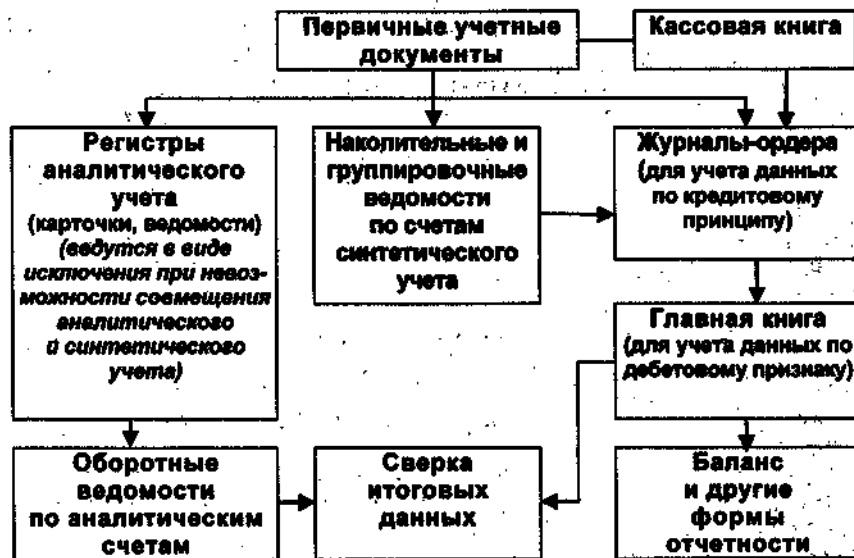 Первичные учетные
документы
Кассовая книга
Регистры
аналитического
учета
(карточки, ведомости)
(ведутся в виде
исключения при невоз-
можности совмещения
аналитического
и синтетического
учета)
Накопительные и
группировочные
ведомости
по счетам
синтетического
учета
Журналы-ордера
(для учета данных
по кредитовому
принципу)
Главная книга
(для учета данных по
дебетовому признаку)
Оборотные
ведомости
по аналитическим
счетам
Сверка
итоговых
данных
Баланс
и другие
формы
отчетности